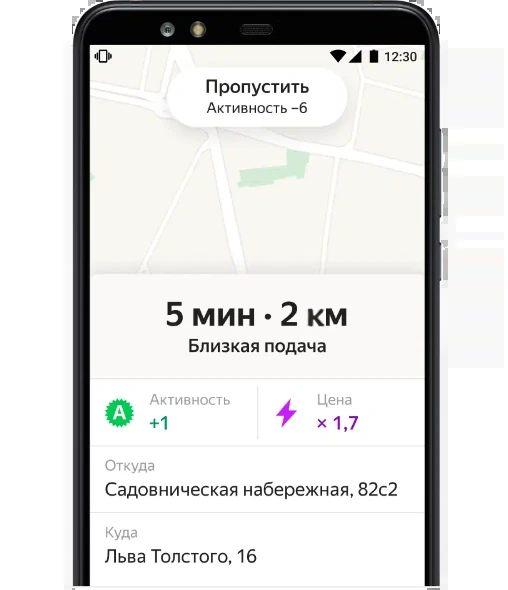 12:30
Пропустить
Активность −6
5 мин · 2 км
Близкая подача
A
Активность
+1
Цена
× 1,7
Откуда
Садовническая набережная, 82с2
Куда
Льва Толстого, 16